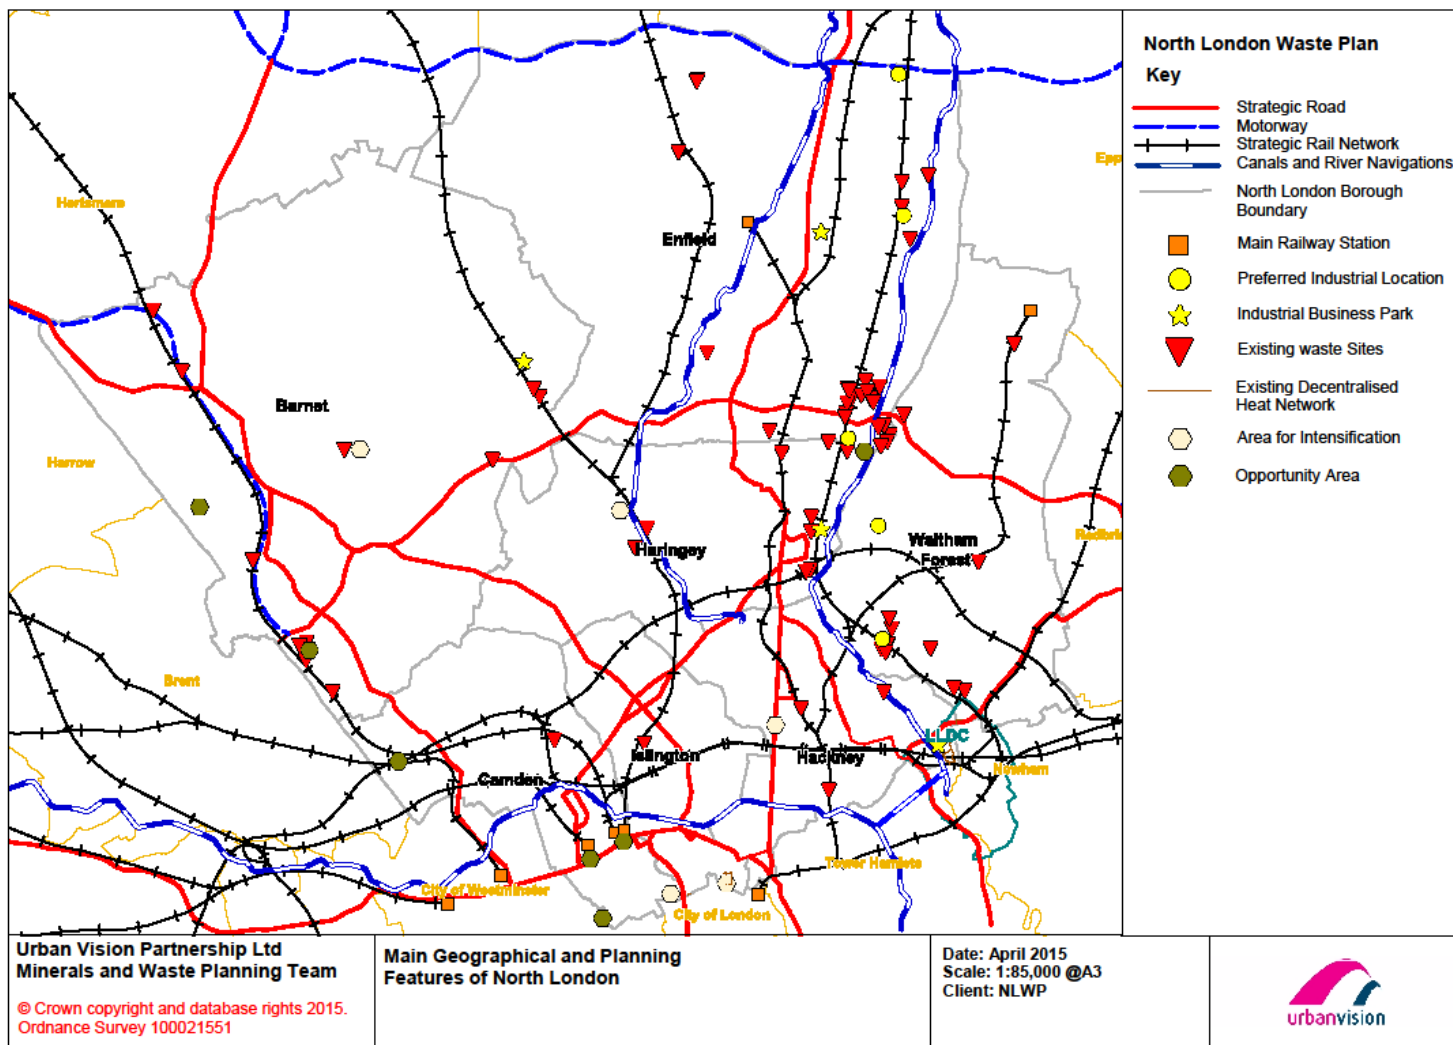 Hertsmere
Epp
Enfield
Barnet
Harrow
Haringey
Waltham
Forest
Redbri
Brent
LLDC
Islington
Hackney
Newham
Camden
Tower Hamlets
City of Westminster
City of London
North London Waste Plan
Key
Strategic Road
Motorway
Strategic Rail Network
Canals and River Navigations
North London Borough
Boundary
Main Railway Station
Preferred Industrial Location
Industrial Business Park
Existing waste Sites
Existing Decentralised
Heat Network
Area for Intensification
Opportunity Area
Urban Vision Partnership Ltd
Minerals and Waste Planning Team
© Crown copyright and database rights 2015.
Ordnance Survey 100021551
Main Geographical and Planning
Features of North London
Date: April 2015
Scale: 1:85,000 @A3
Client: NLWP
urbanvision